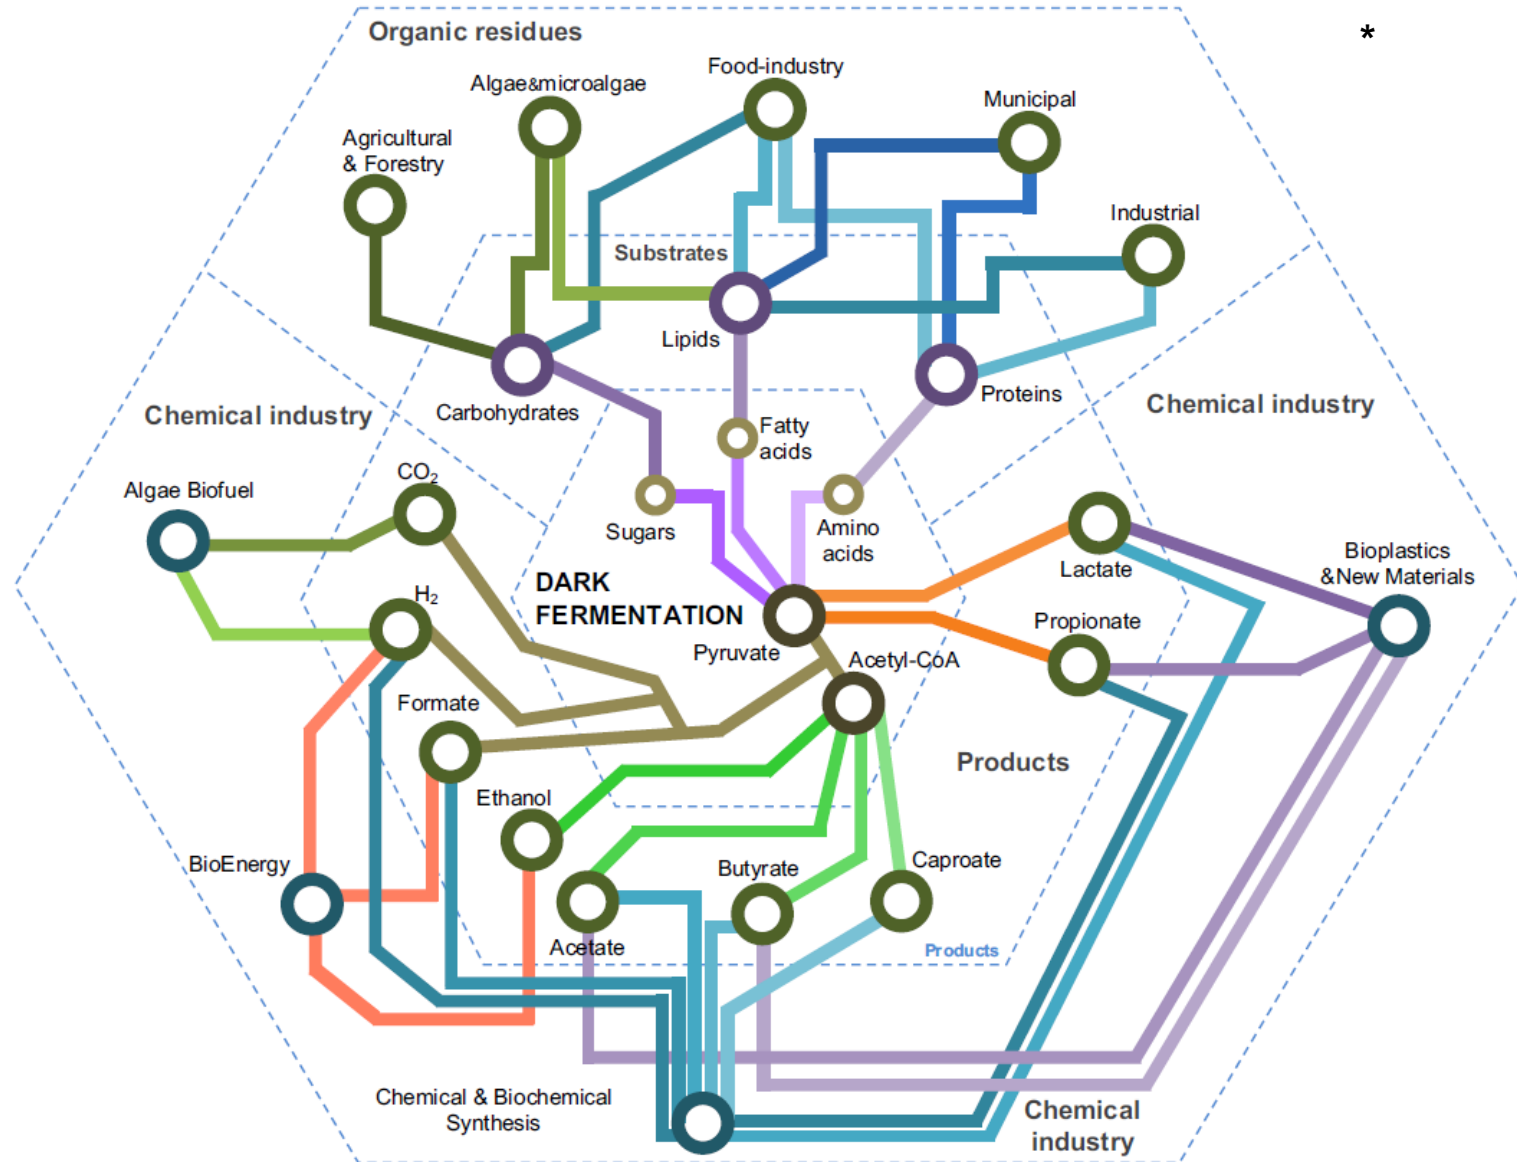 Organic residues
*
Food-industry
Algae&microalgae
Municipal
Agricultural
& Forestry
Industrial
Substrates
Lipids
Proteins
Carbohydrates
Chemical industry
Chemical industry
Fatty
acids
CO₂
Algae Biofuel
Sugars
Amino
acids
Bioplastics
&New Materials
Lactate
DARK
FERMENTATION
H₂
Propionate
Pyruvate
Acetyl-CoA
Formate
Products
Ethanol
BioEnergy
Butyrate
Caproate
Acetate
Products
Chemical & Biochemical
Synthesis
Chemical
industry